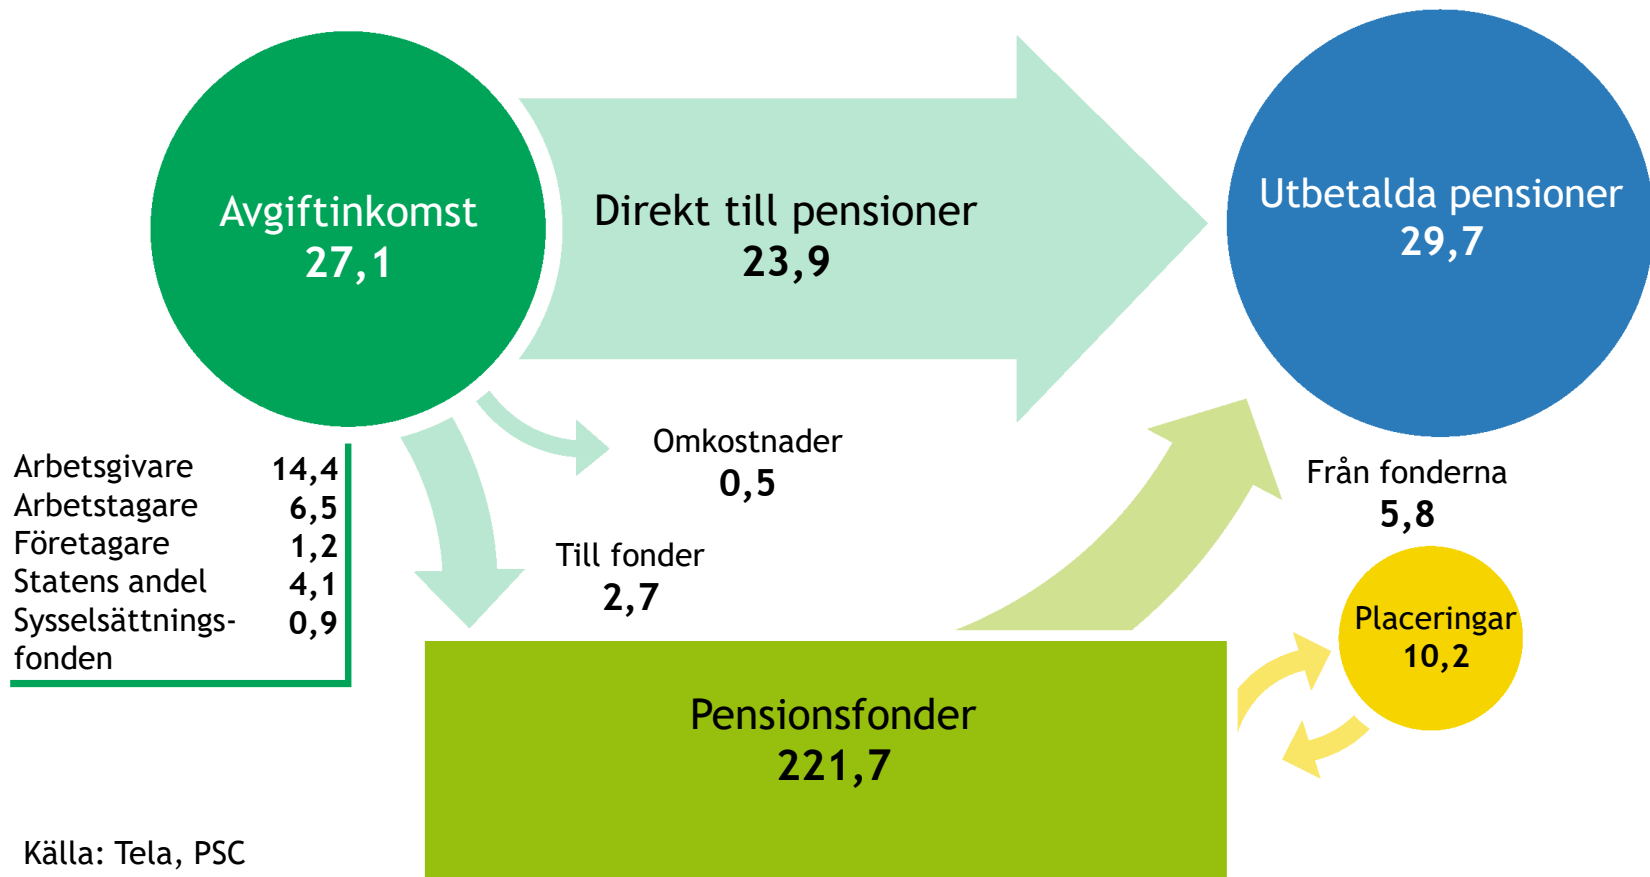 Avgiftinkomst
27,1
Direkt till pensioner
23,9
Utbetalda pensioner
29,7
Arbetsgivare 14,4
Arbetstagare 6,5
Företagare 1,2
Statens andel 4,1
Sysselsättnings- 0,9
fonden
Omkostnader
0,5
Till fonder
2,7
Från fonderna
5,8
Placeringar
10,2
Pensionsfonder
221,7
Källa: Tela, PSC